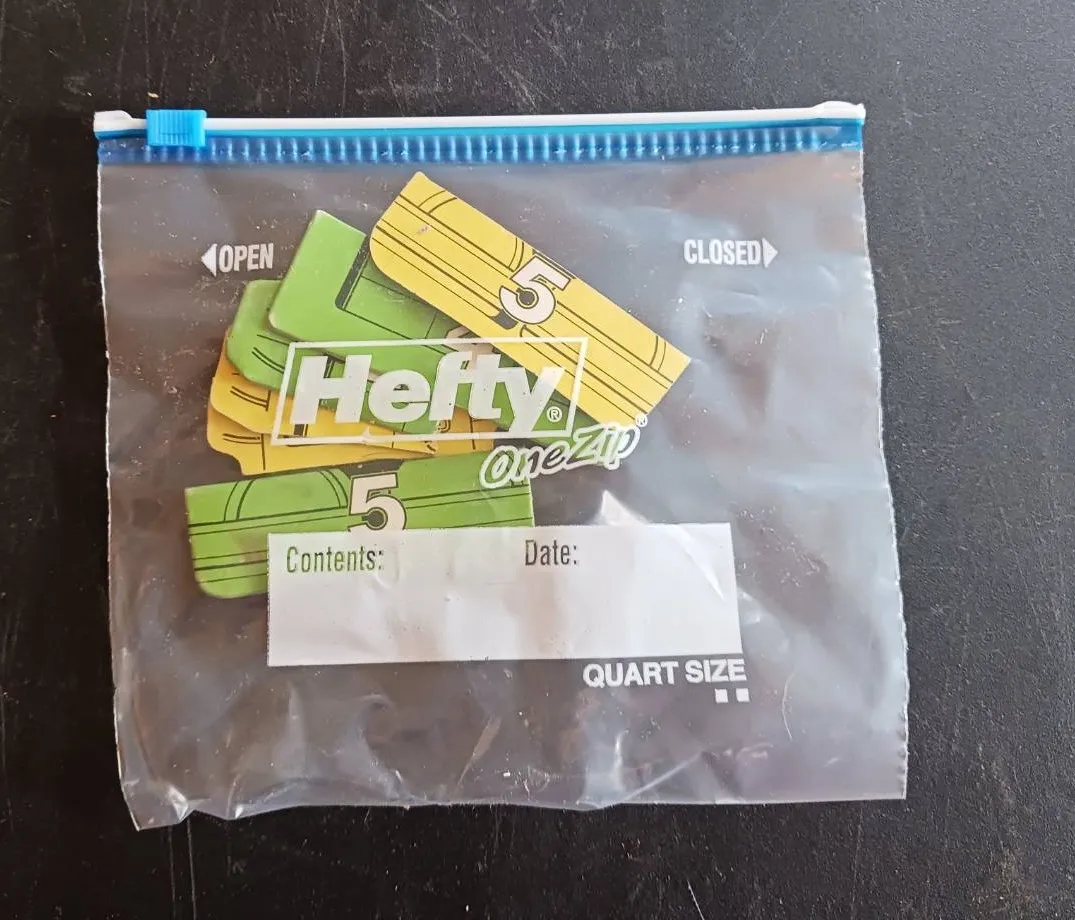 OPEN
CLOSED
5
Hefty®
OneZip®
5
Contents: Date:
QUART SIZE